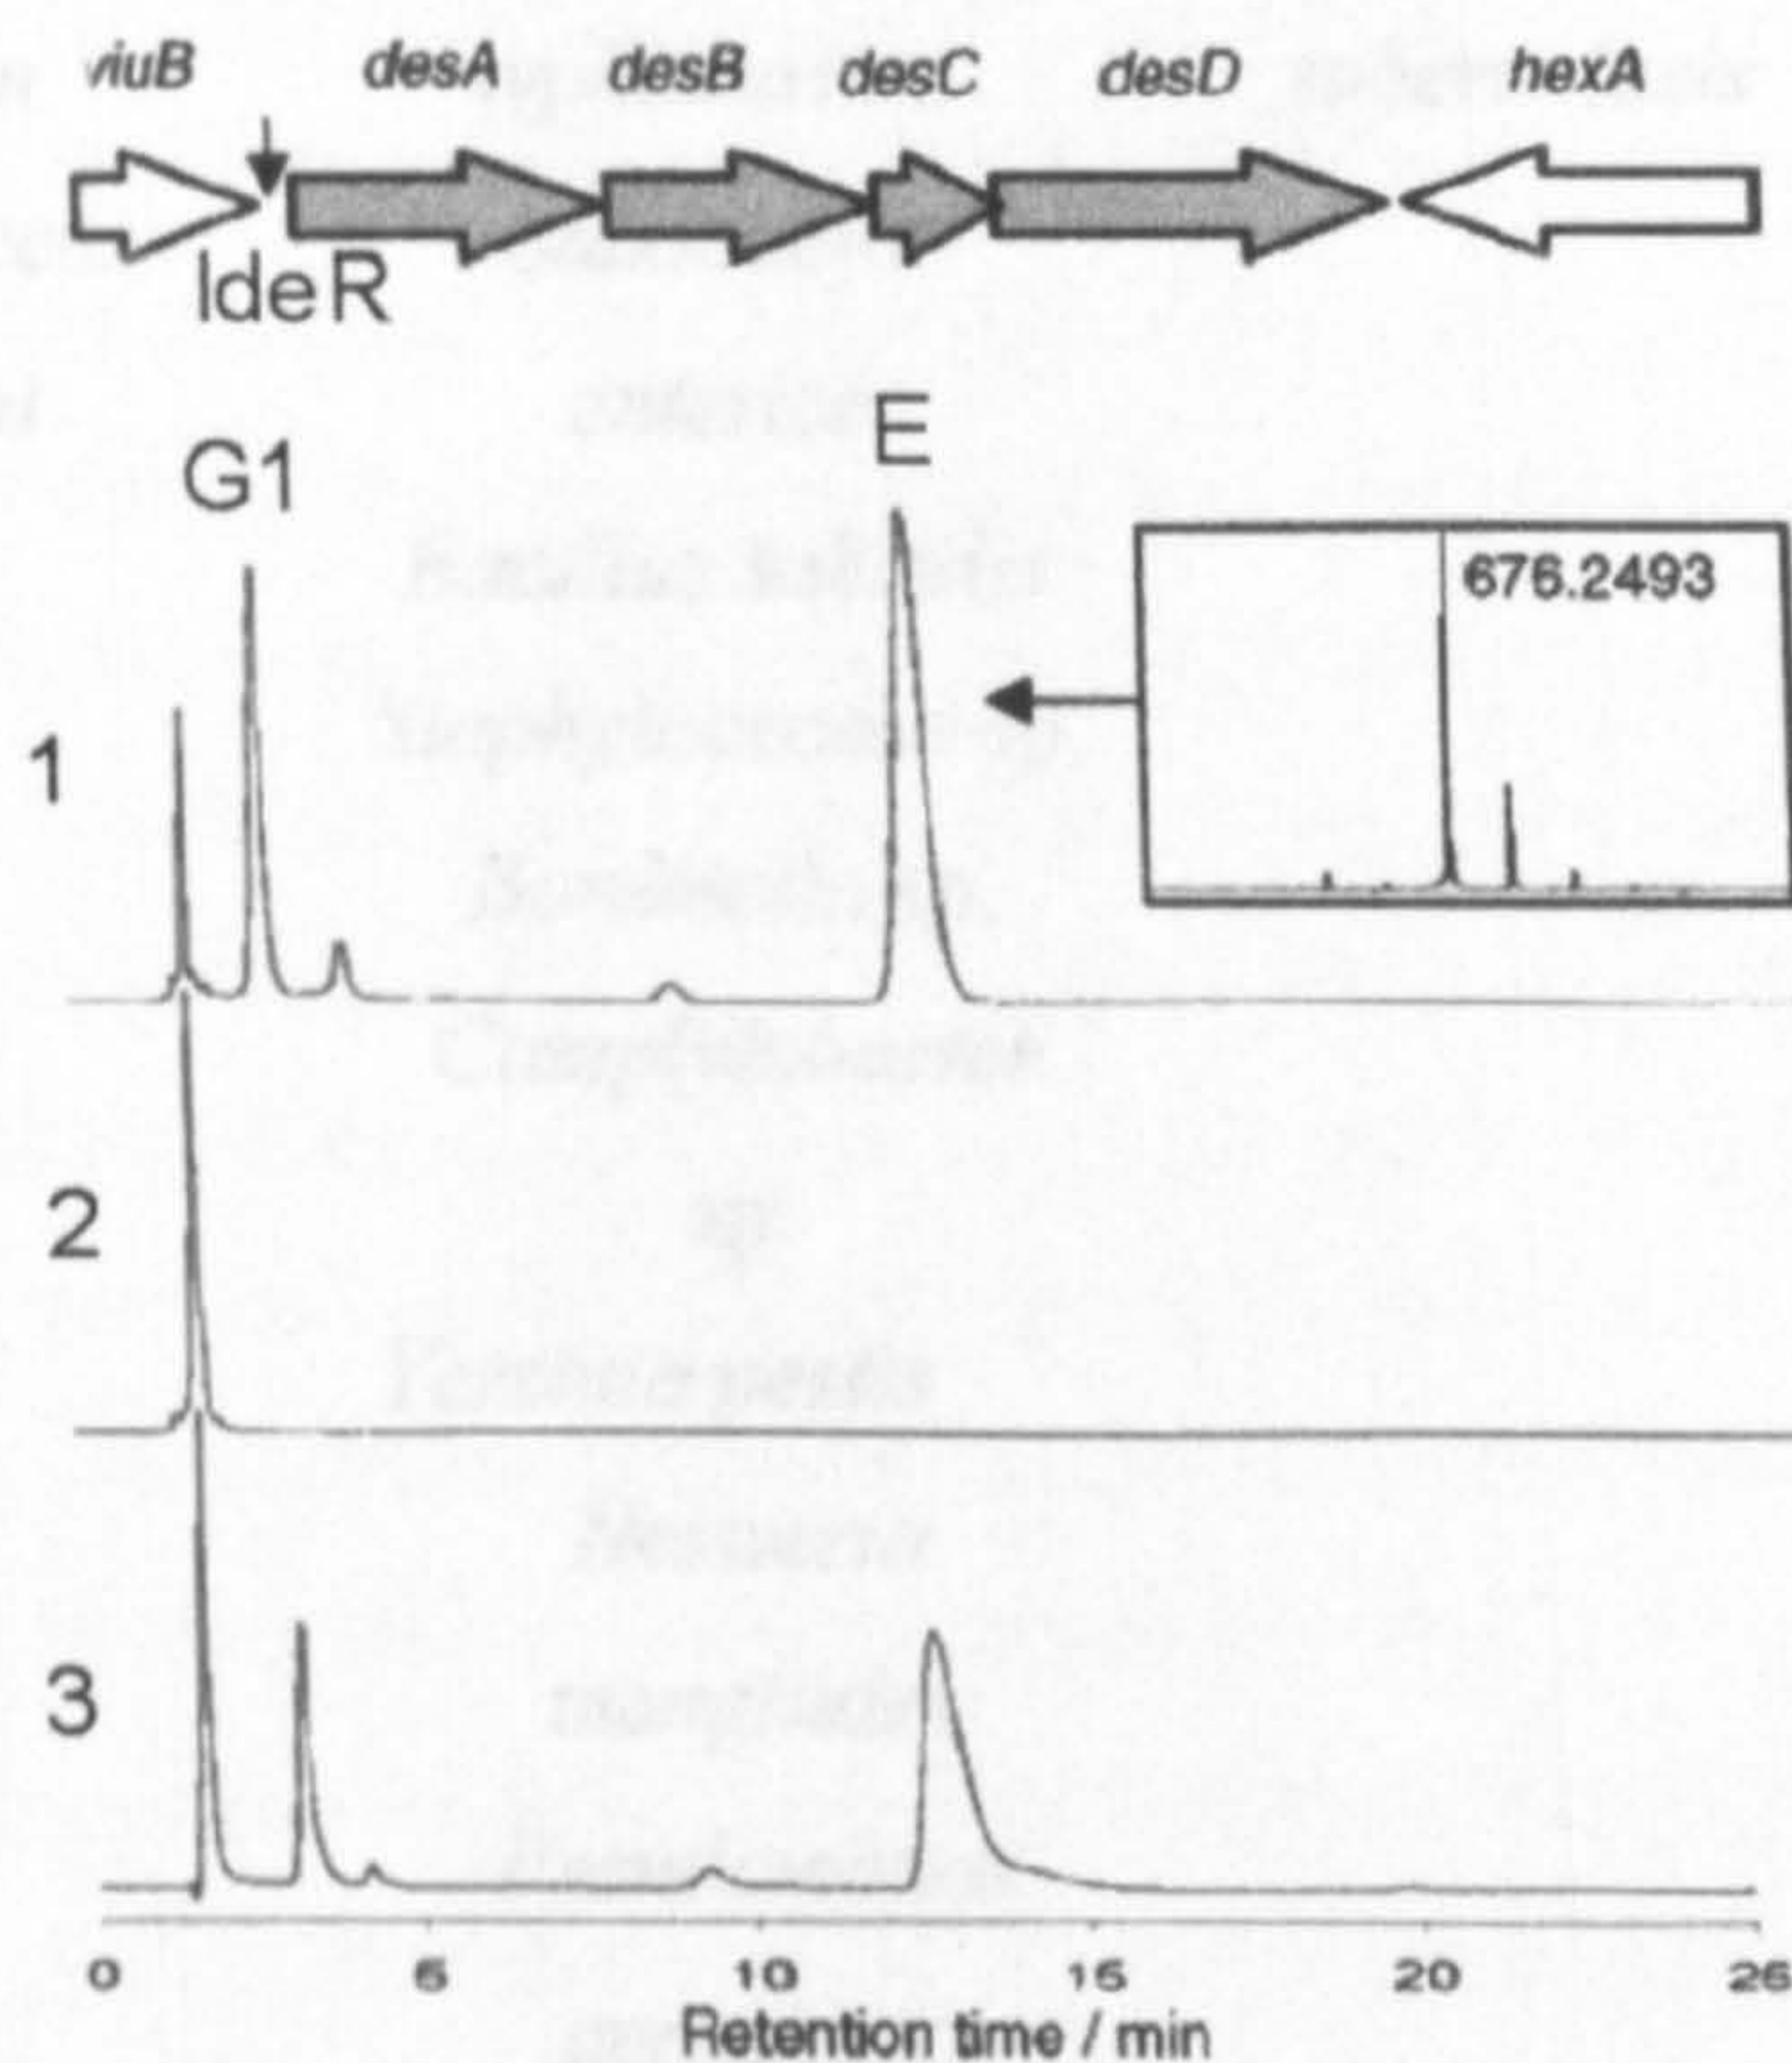 viuB desA desB desC desD hexA
IdeR
G1
E
676.2493
1
2
3
0 5 10 15 20 25
Retention time / min